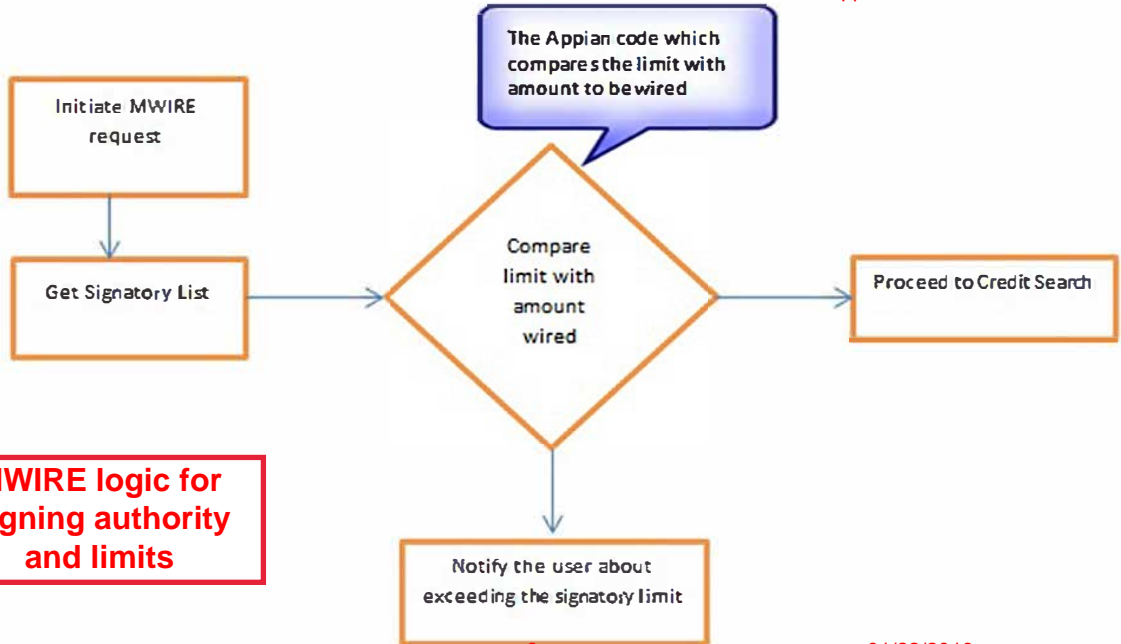 The Appian code which
compares the limit with
amount to be wired
Initiate MWIRE
request
Get Signatory List
Compare
limit with
amount
wired
Proceed to Credit Search
WIRE logic for
gning authority
and limits
Notify the user about
exceeding the signatory limit